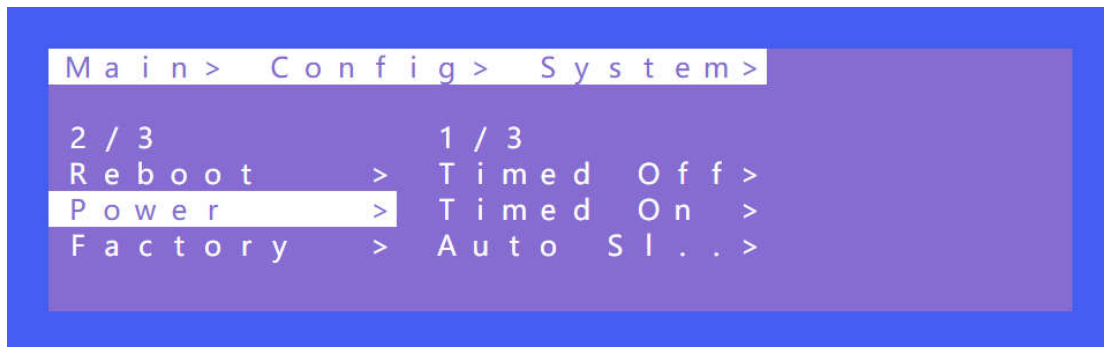 Main> Config> System>
2/3 1/3
Reboot > Timed Off>
Power > Timed On >
Factory > Auto Sl..>